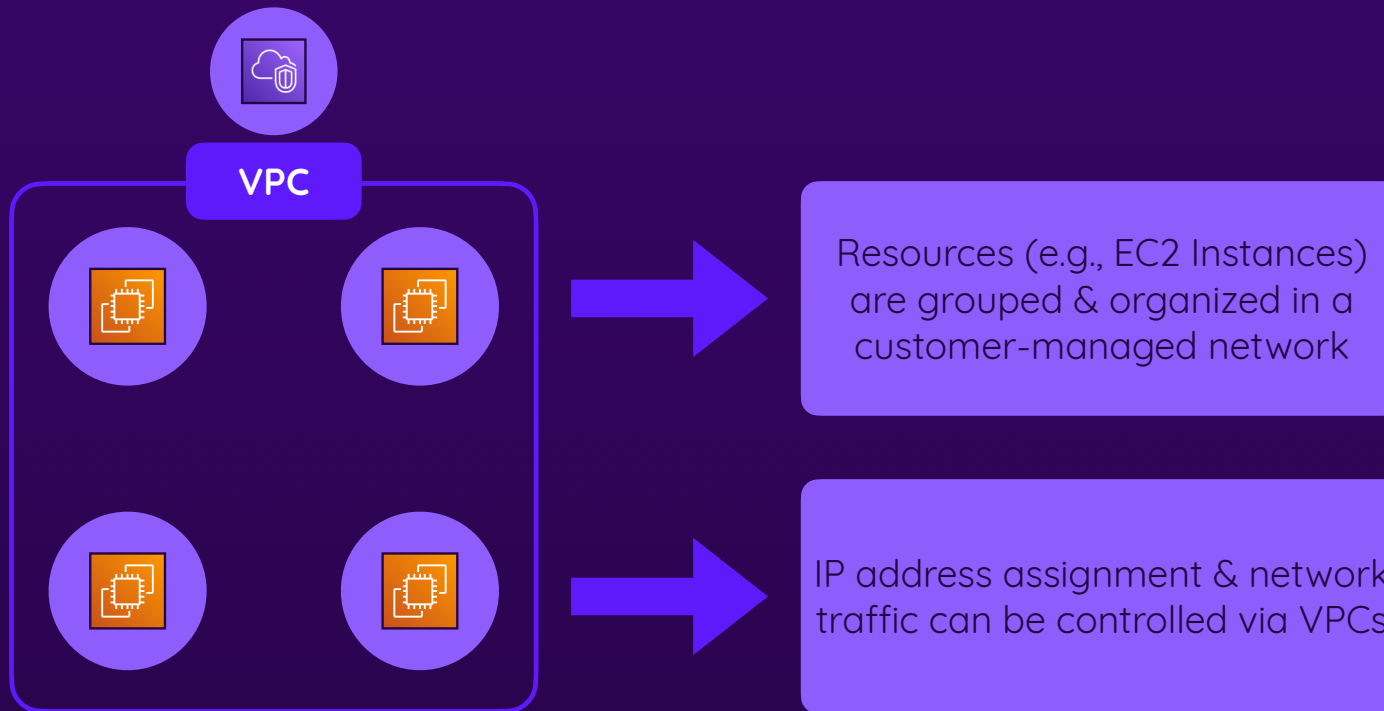 VPC
Resources (e.g., EC2 Instances)
are grouped & organized in a
customer-managed network
IP address assignment & network
traffic can be controlled via VPCs